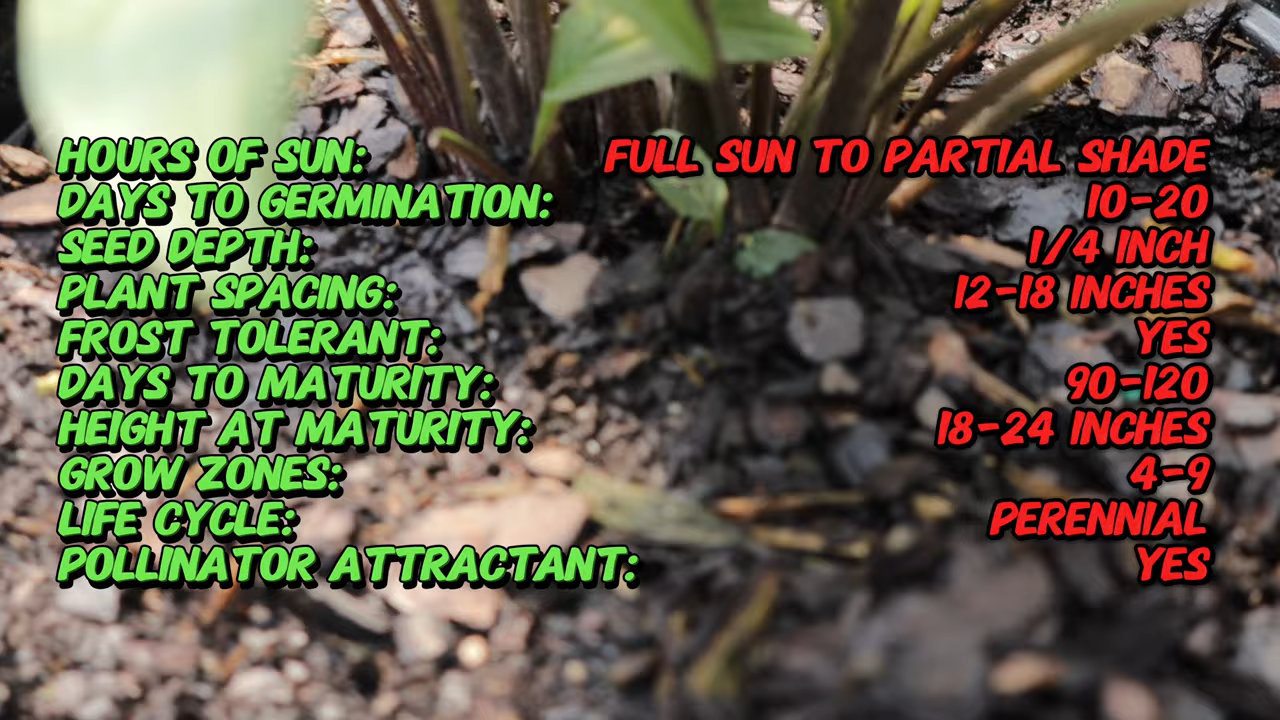 HOURS OF SUN: FULL SUN TO PARTIAL SHADE
DAYS TO GERMINATION: 10-20
SEED DEPTH: 1/4 INCH
PLANT SPACING: 12-18 INCHES
FROST TOLERANT: YES
DAYS TO MATURITY: 90-120
HEIGHT AT MATURITY: 18-24 INCHES
GROW ZONES: 4-9
LIFE CYCLE: PERENNIAL
POLLINATOR ATTRACTANT: YES